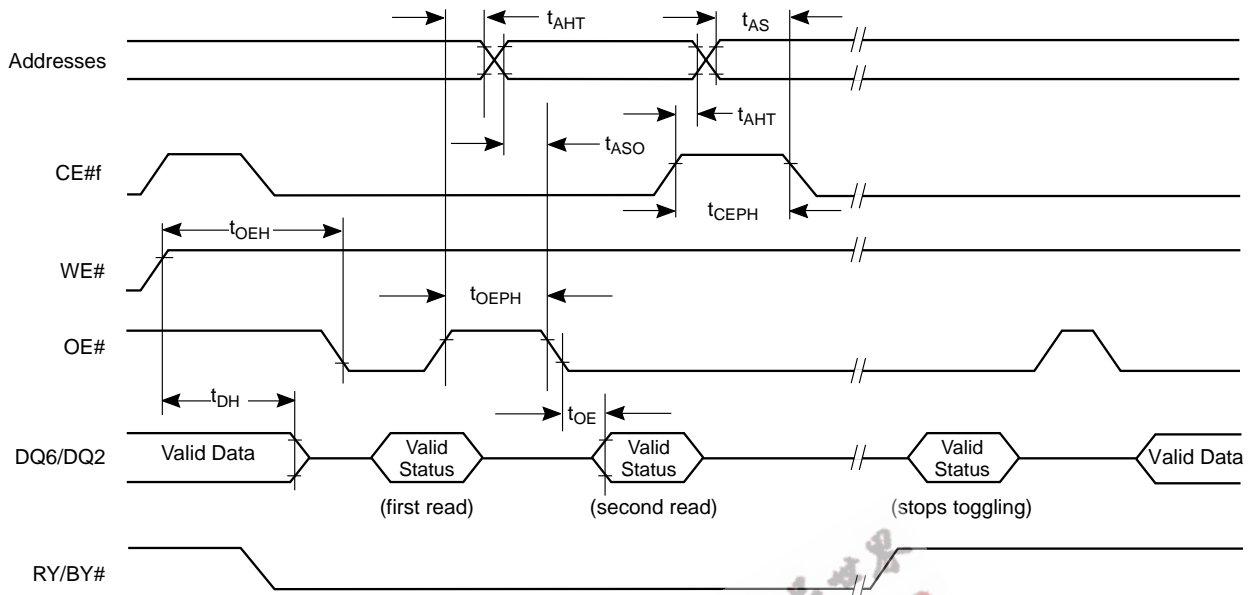 tAHT
tAS
Addresses
tAHT
tASO
CE#f
tCEPH
tOEH
WE#
tOEPH
OE#
tDH
tOE
DQ6/DQ2
Valid Data
Valid
Status
Valid
Status
Valid
Status
Valid Data
(first read)
(second read)
(stops toggling)
RY/BY#